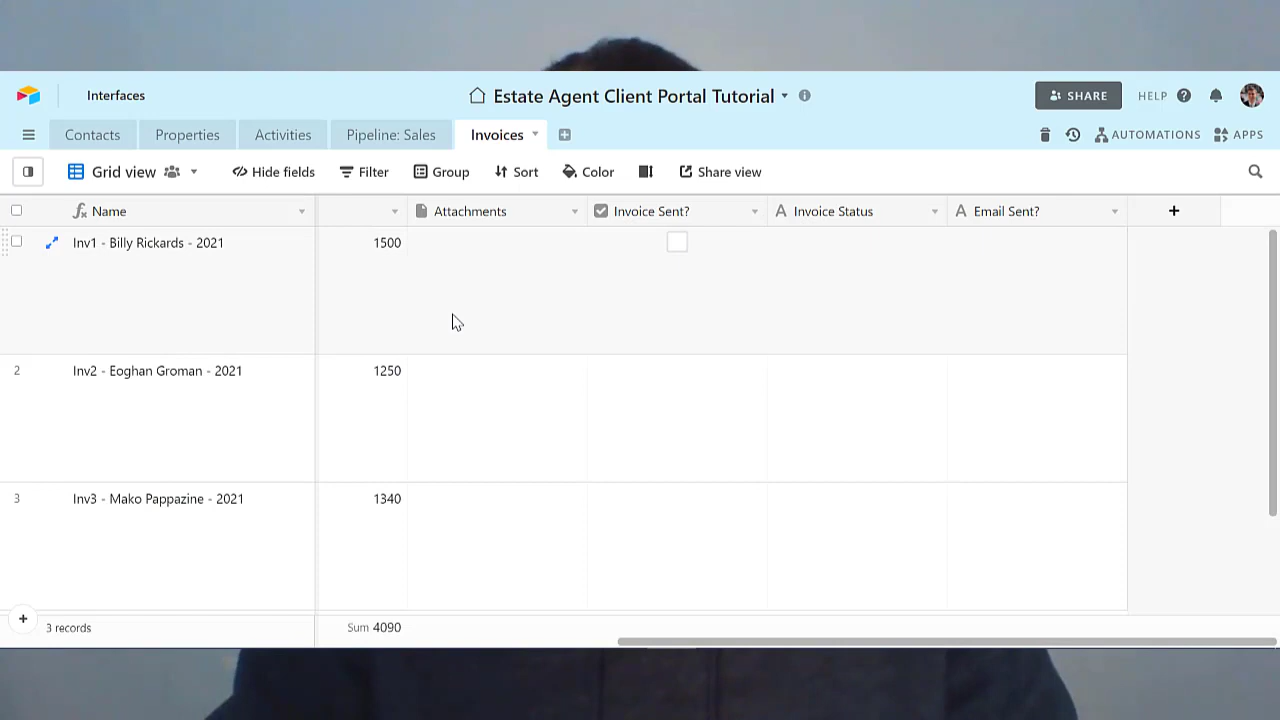 Interfaces
Estate Agent Client Portal Tutorial
SHARE
HELP
Contacts
Properties
Activities
Pipeline: Sales
Invoices
AUTOMATIONS
APPS
Grid view
Hide fields
Filter
Group
Sort
Color
Share view
Name
Attachments
Invoice Sent?
A Invoice Status
A Email Sent?
Inv1 - Billy Rickards - 2021
1500
2
Inv2 - Eoghan Groman - 2021
1250
3
Inv3 - Mako Pappazine - 2021
1340
3 records
Sum 4090